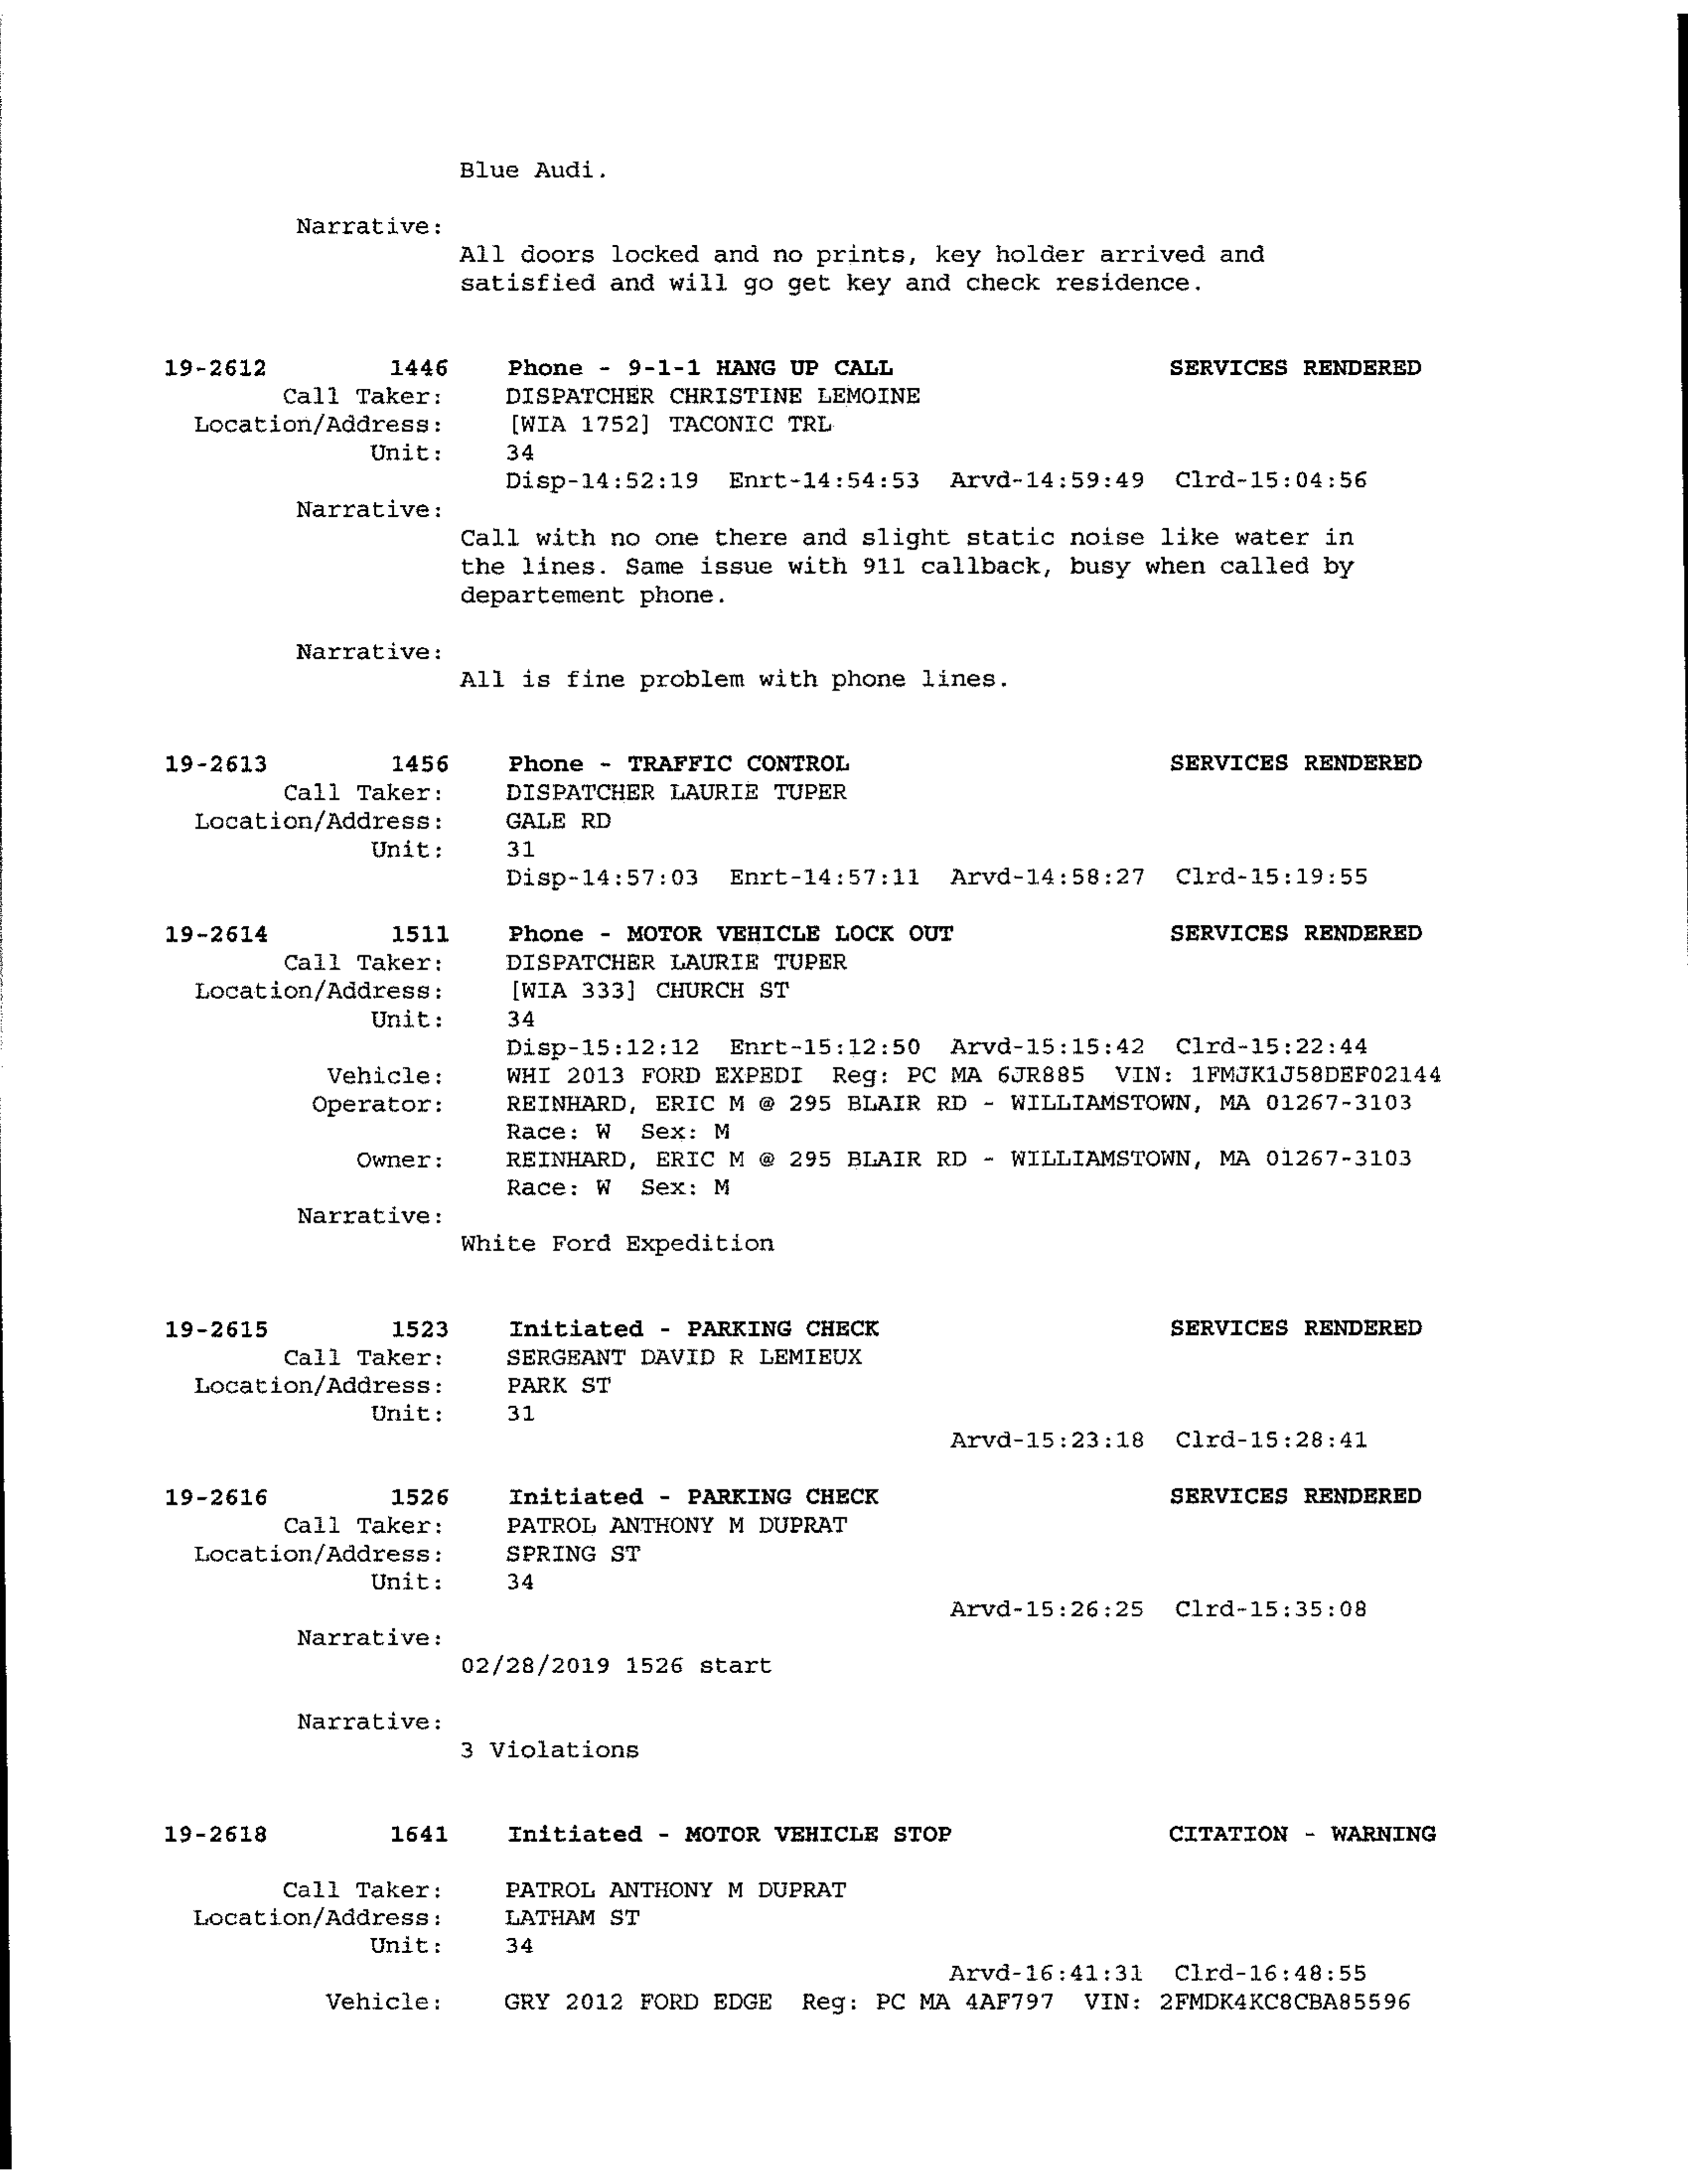 Blue Audi.
Narrative:
All doors locked and no prints, key holder arrived and
satisfied and will go get key and check residence.
19-2612 1446 Phone - 9-1-1 HANG UP CALL SERVICES RENDERED
Call Taker: DISPATCHER CHRISTINE LEMOINE
Location/Address: [WIA 1752] TACONIC TRL
Unit: 34
Disp-14:52:19 Enrt-14:54:53 Arvd-14:59:49 Clrd-15:04:56
Narrative:
Call with no one there and slight static noise like water in
the lines. Same issue with 911 callback, busy when called by
departement phone.
Narrative:
All is fine problem with phone lines.
19-2613 1456 Phone - TRAFFIC CONTROL SERVICES RENDERED
Call Taker: DISPATCHER LAURIE TUPER
Location/Address: GALE RD
Unit: 31
Disp-14:57:03 Enrt-14:57:11 Arvd-14:58:27 Clrd-15:19:55
19-2614 1511 Phone - MOTOR VEHICLE LOCK OUT SERVICES RENDERED
Call Taker: DISPATCHER LAURIE TUPER
Location/Address: [WIA 333] CHURCH ST
Unit: 34
Disp-15:12:12 Enrt-15:12:50 Arvd-15:15:42 Clrd-15:22:44
Vehicle: WHI 2013 FORD EXPEDI Reg: PC MA 6JR885 VIN: 1FMJK1J58DEF02144
Operator: REINHARD, ERIC M @ 295 BLAIR RD - WILLIAMSTOWN, MA 01267-3103
Race: W Sex: M
Owner: REINHARD, ERIC M @ 295 BLAIR RD - WILLIAMSTOWN, MA 01267-3103
Race: W Sex: M
Narrative:
White Ford Expedition
19-2615 1523 Initiated - PARKING CHECK SERVICES RENDERED
Call Taker: SERGEANT DAVID R LEMIEUX
Location/Address: PARK ST
Unit: 31
Arvd-15:23:18 Clrd-15:28:41
19-2616 1526 Initiated - PARKING CHECK SERVICES RENDERED
Call Taker: PATROL ANTHONY M DUPRAT
Location/Address: SPRING ST
Unit: 34
Arvd-15:26:25 Clrd-15:35:08
Narrative:
02/28/2019 1526 start
Narrative:
3 Violations
19-2618 1641 Initiated - MOTOR VEHICLE STOP CITATION - WARNING
Call Taker: PATROL ANTHONY M DUPRAT
Location/Address: LATHAM ST
Unit: 34
Arvd-16:41:31 Clrd-16:48:55
Vehicle: GRY 2012 FORD EDGE Reg: PC MA 4AF797 VIN: 2FMDK4KC8CBA85596